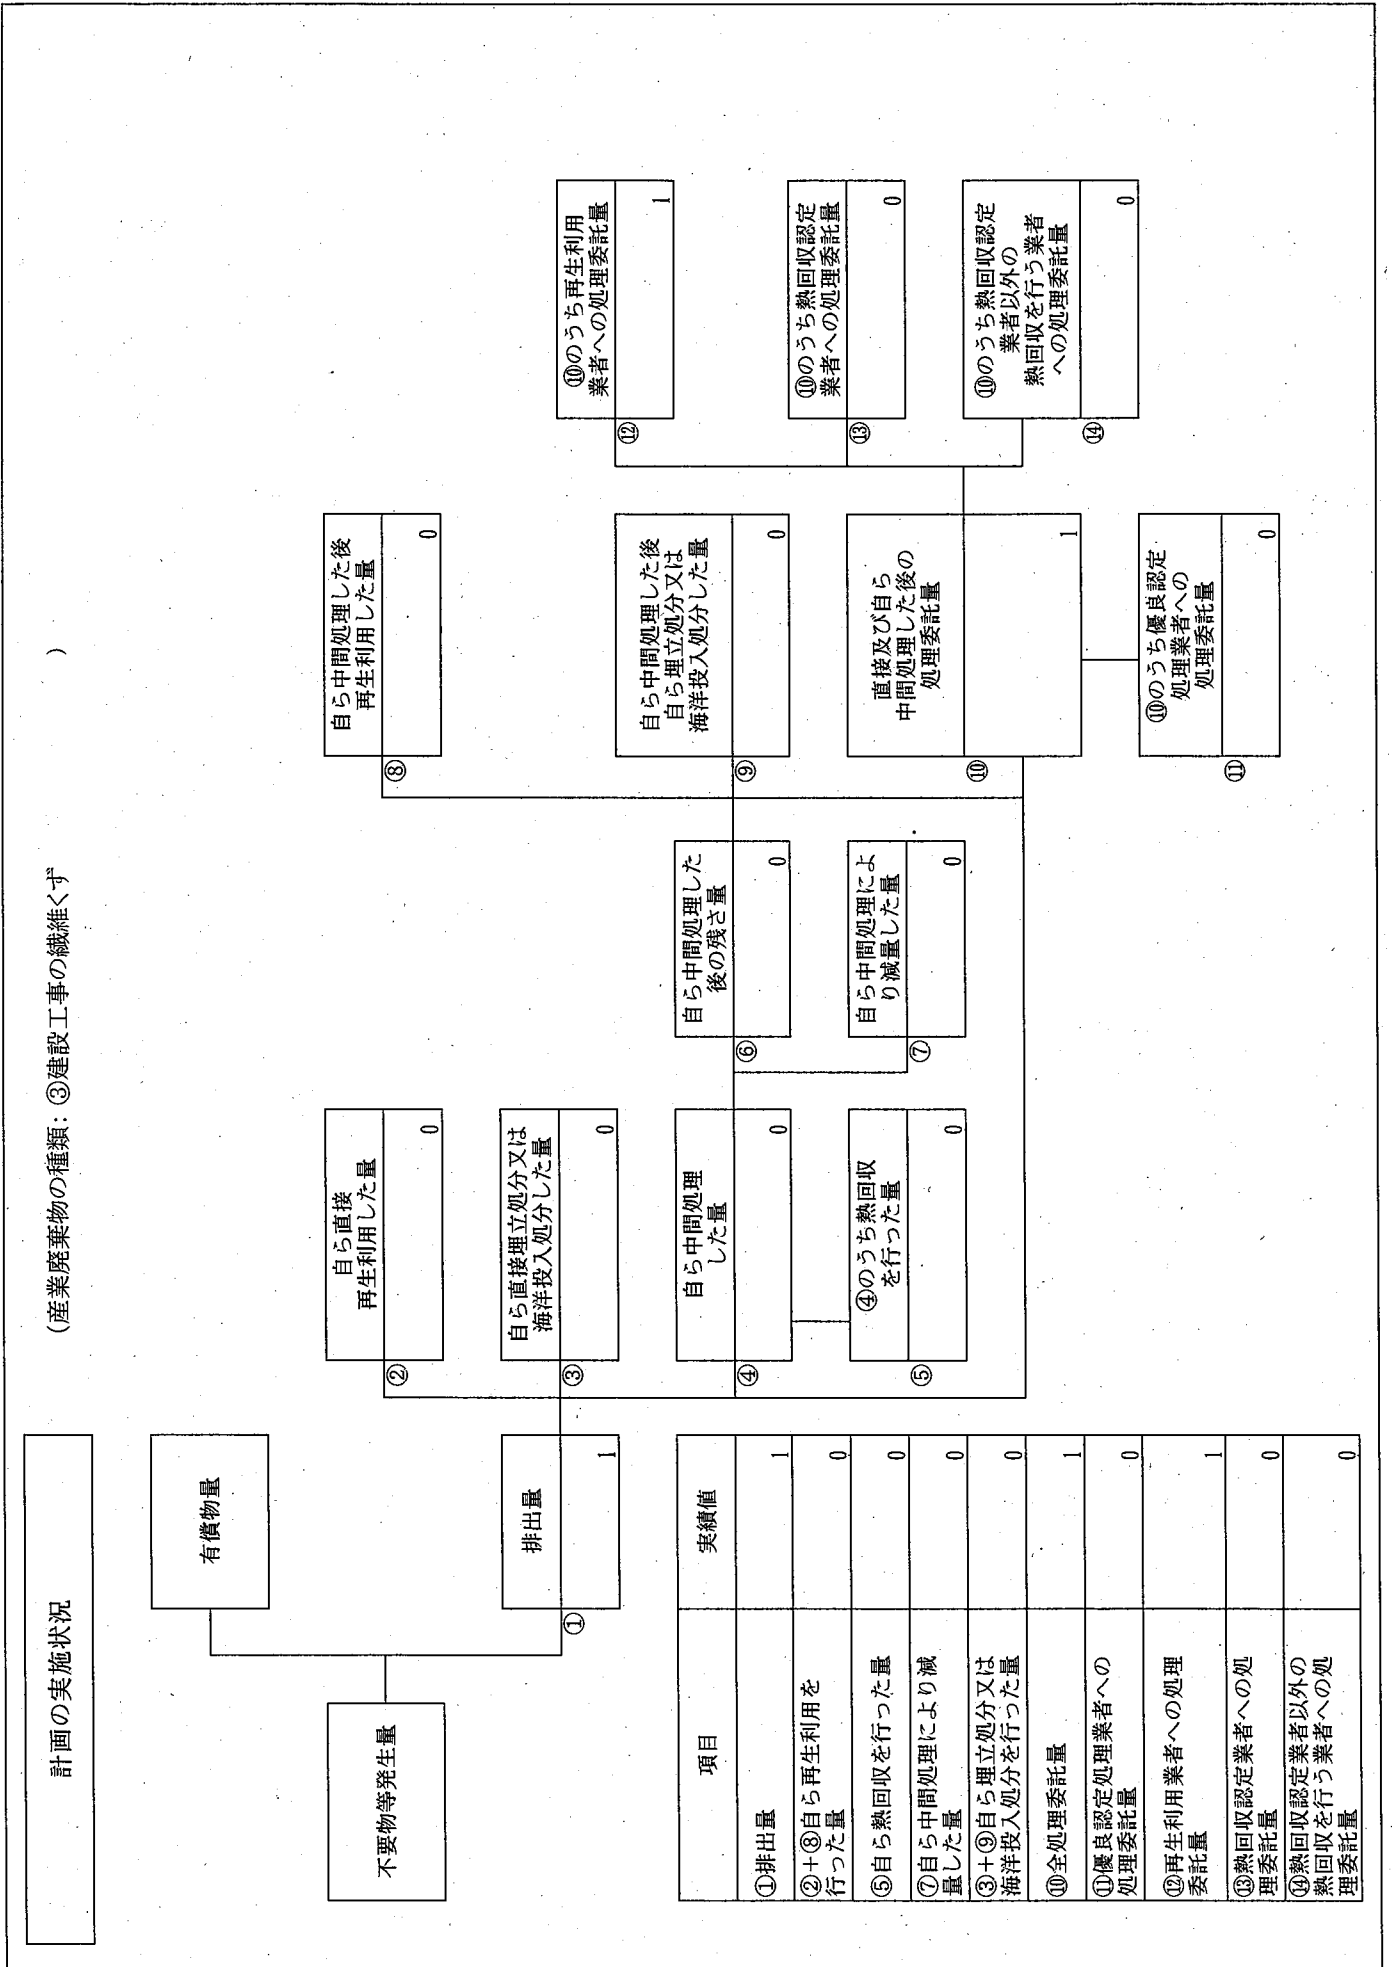 計画の実施状況
(産業廃棄物の種類:③建設工事の繊維くず )
不要物等発生量
有償物量
①
排出量
1
②
自ら直接
再生利用した量
0
③
自ら直接埋立処分又は
海洋投入処分した量
0
④
自ら中間処理
した量
0
⑤
④のうち熱回収
を行った量
0
⑥
自ら中間処理した
後の残さ量
0
⑦
自ら中間処理によ
り減量した量
0
⑧
自ら中間処理した後
再生利用した量
0
⑨
自ら中間処理した後
自ら埋立処分又は
海洋投入処分した量
0
⑩
直接及び自ら
中間処理した後の
処理委託量
1
⑪
⑩のうち優良認定
処理業者への
処理委託量
0
⑫
⑩のうち再生利用
業者への処理委託量
1
⑬
⑩のうち熱回収認定
業者への処理委託量
0
⑭
⑩のうち熱回収認定
業者以外の
熱回収を行う業者
への処理委託量
0
項目 実績値
①排出量 1
②+⑧自ら再生利用を
行った量 0
⑤自ら熱回収を行った量 0
⑦自ら中間処理により減
量した量 0
③+⑨自ら埋立処分又は
海洋投入処分を行った量 0
⑩全処理委託量 1
⑪優良認定処理業者への
処理委託量 0
⑫再生利用業者への処理
委託量 1
⑬熱回収認定業者への処
理委託量 0
⑭熱回収認定業者以外の
熱回収を行う業者への処
理委託量 0